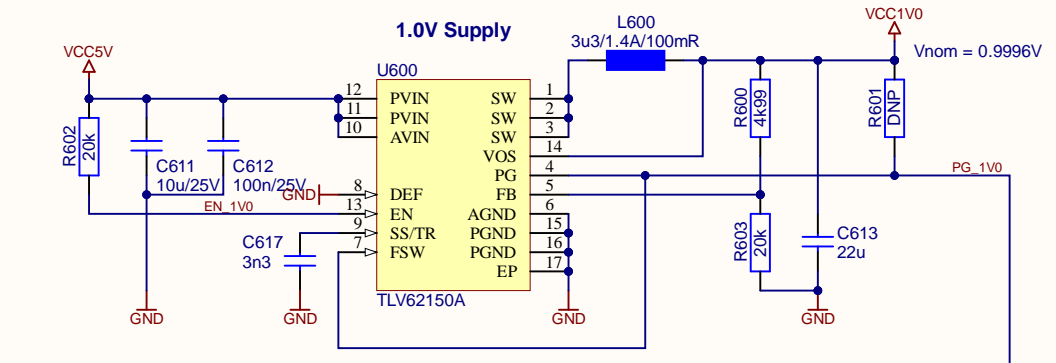 1.0V Supply
VCC5V
VCC1V0
L600
3u3/1.4A/100mR
Vnom = 0.9996V
U600
12 PVIN SW 1
11 PVIN SW 2
10 AVIN SW 3
VOS 14
PG 4
8 DEF FB 5
13 EN AGND 6
9 SS/TR PGND 15
7 FSW PGND 16
EP 17
TLV62150A
R602
20k
C611
10u/25V
C612
100n/25V
GND
EN_1V0
C617
3n3
R600
4k99
R601
DNP
PG_1V0
R603
20k
C613
22u
GND
GND
GND
GND